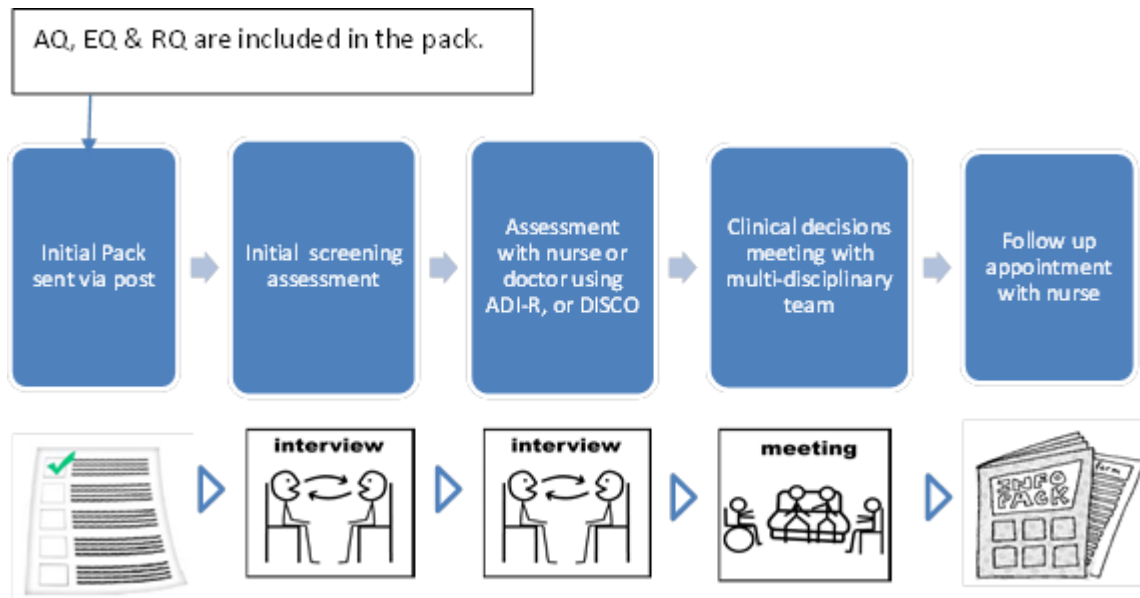 AQ, EQ & RQ are included in the pack.
Initial Pack
sent via post
Initial screening
assessment
Assessment
with nurse or
doctor using
ADI-R, or DISCO
Clinical decisions
meeting with
multi-disciplinary
team
Follow up
appointment
with nurse
interview
interview
meeting
INFO
PACK
form